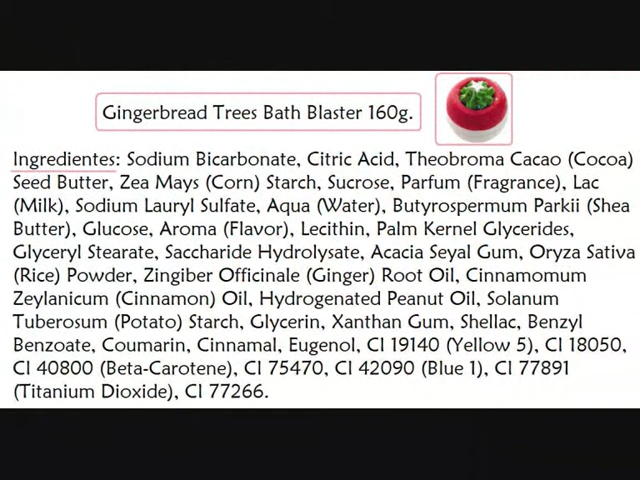 Gingerbread Trees Bath Blaster 160g.
Ingredientes: Sodium Bicarbonate, Citric Acid, Theobroma Cacao (Cocoa)
Seed Butter, Zea Mays (Corn) Starch, Sucrose, Parfum (Fragrance), Lac
(Milk), Sodium Lauryl Sulfate, Aqua (Water), Butyrospermum Parkii (Shea
Butter), Glucose, Aroma (Flavor), Lecithin, Palm Kernel Glycerides,
Glyceryl Stearate, Saccharide Hydrolysate, Acacia Seyal Gum, Oryza Sativa
(Rice) Powder, Zingiber Officinale (Ginger) Root Oil, Cinnamomum
Zeylanicum (Cinnamon) Oil, Hydrogenated Peanut Oil, Solanum
Tuberosum (Potato) Starch, Glycerin, Xanthan Gum, Shellac, Benzyl
Benzoate, Coumarin, Cinnamal, Eugenol, CI 19140 (Yellow 5), CI 18050,
CI 40800 (Beta-Carotene), CI 75470, CI 42090 (Blue 1), CI 77891
(Titanium Dioxide), CI 77266.